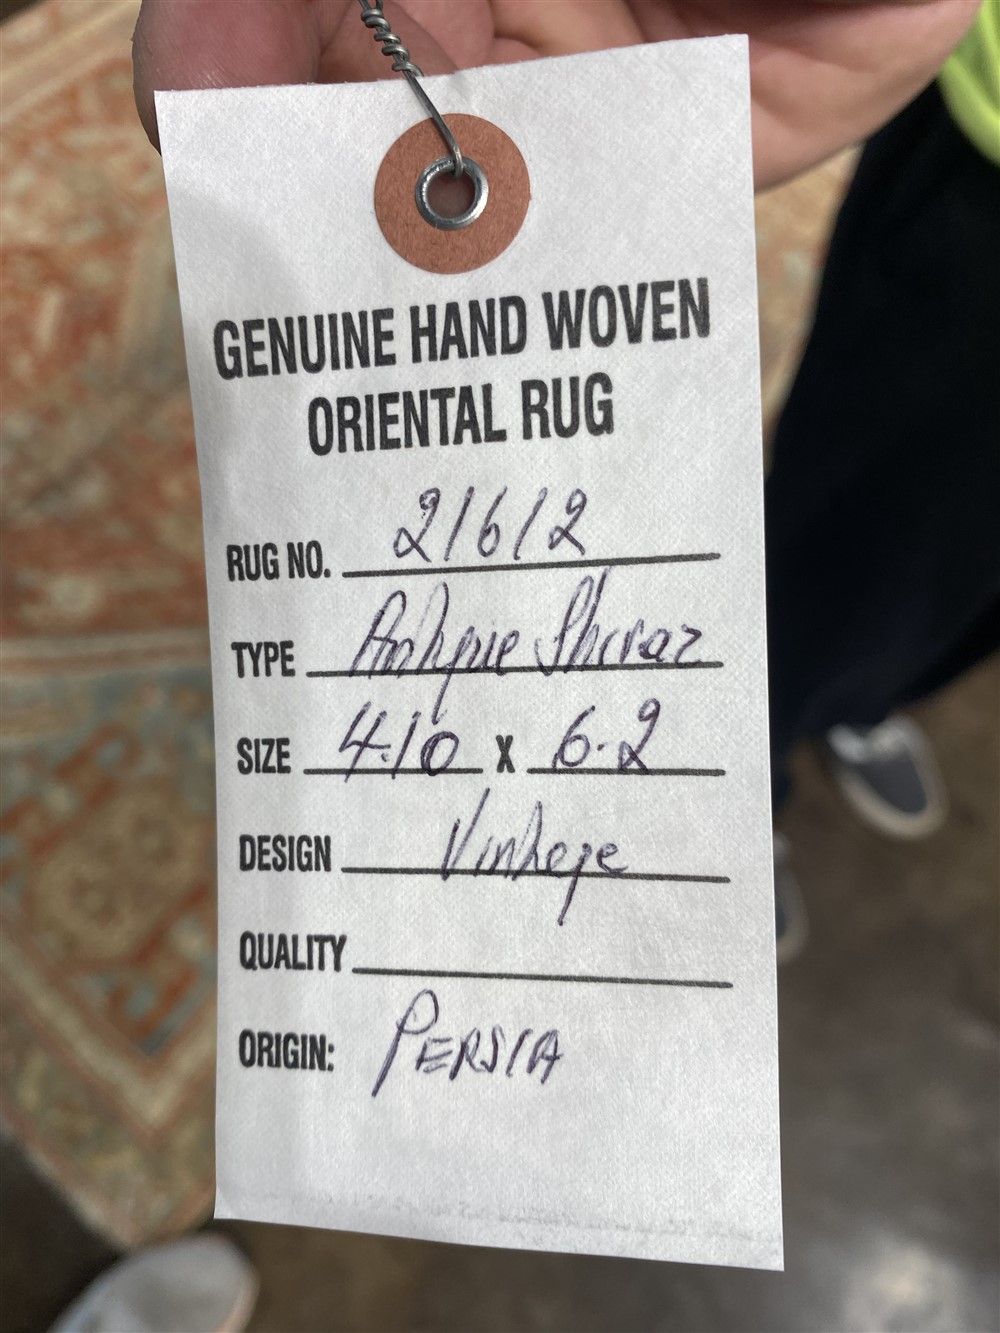 GENUINE HAND WOVEN
ORIENTAL RUG
RUG NO. 21612
TYPE Antique Shiraz
SIZE 4.10 X 6.2
DESIGN Vintege
QUALITY
ORIGIN: PERSIA